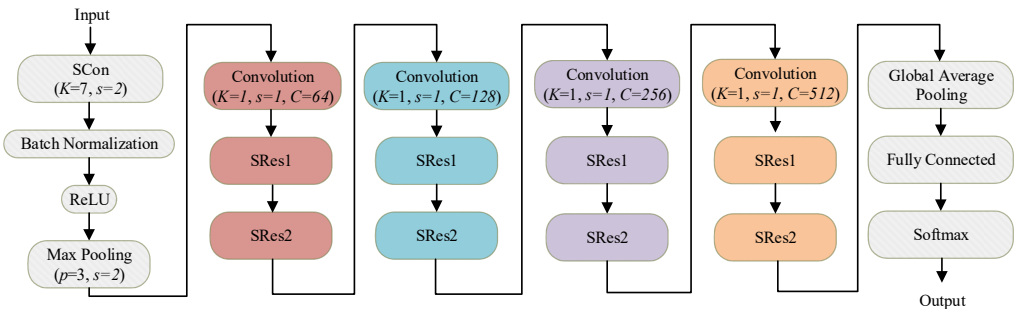 Input
SCon
(K=7, s=2)
Batch Normalization
ReLU
Max Pooling
(p=3, s=2)
Convolution
(K=1, s=1, C=64)
SRes1
SRes2
Convolution
(K=1, s=1, C=128)
SRes1
SRes2
Convolution
(K=1, s=1, C=256)
SRes1
SRes2
Convolution
(K=1, s=1, C=512)
SRes1
SRes2
Global Average
Pooling
Fully Connected
Softmax
Output